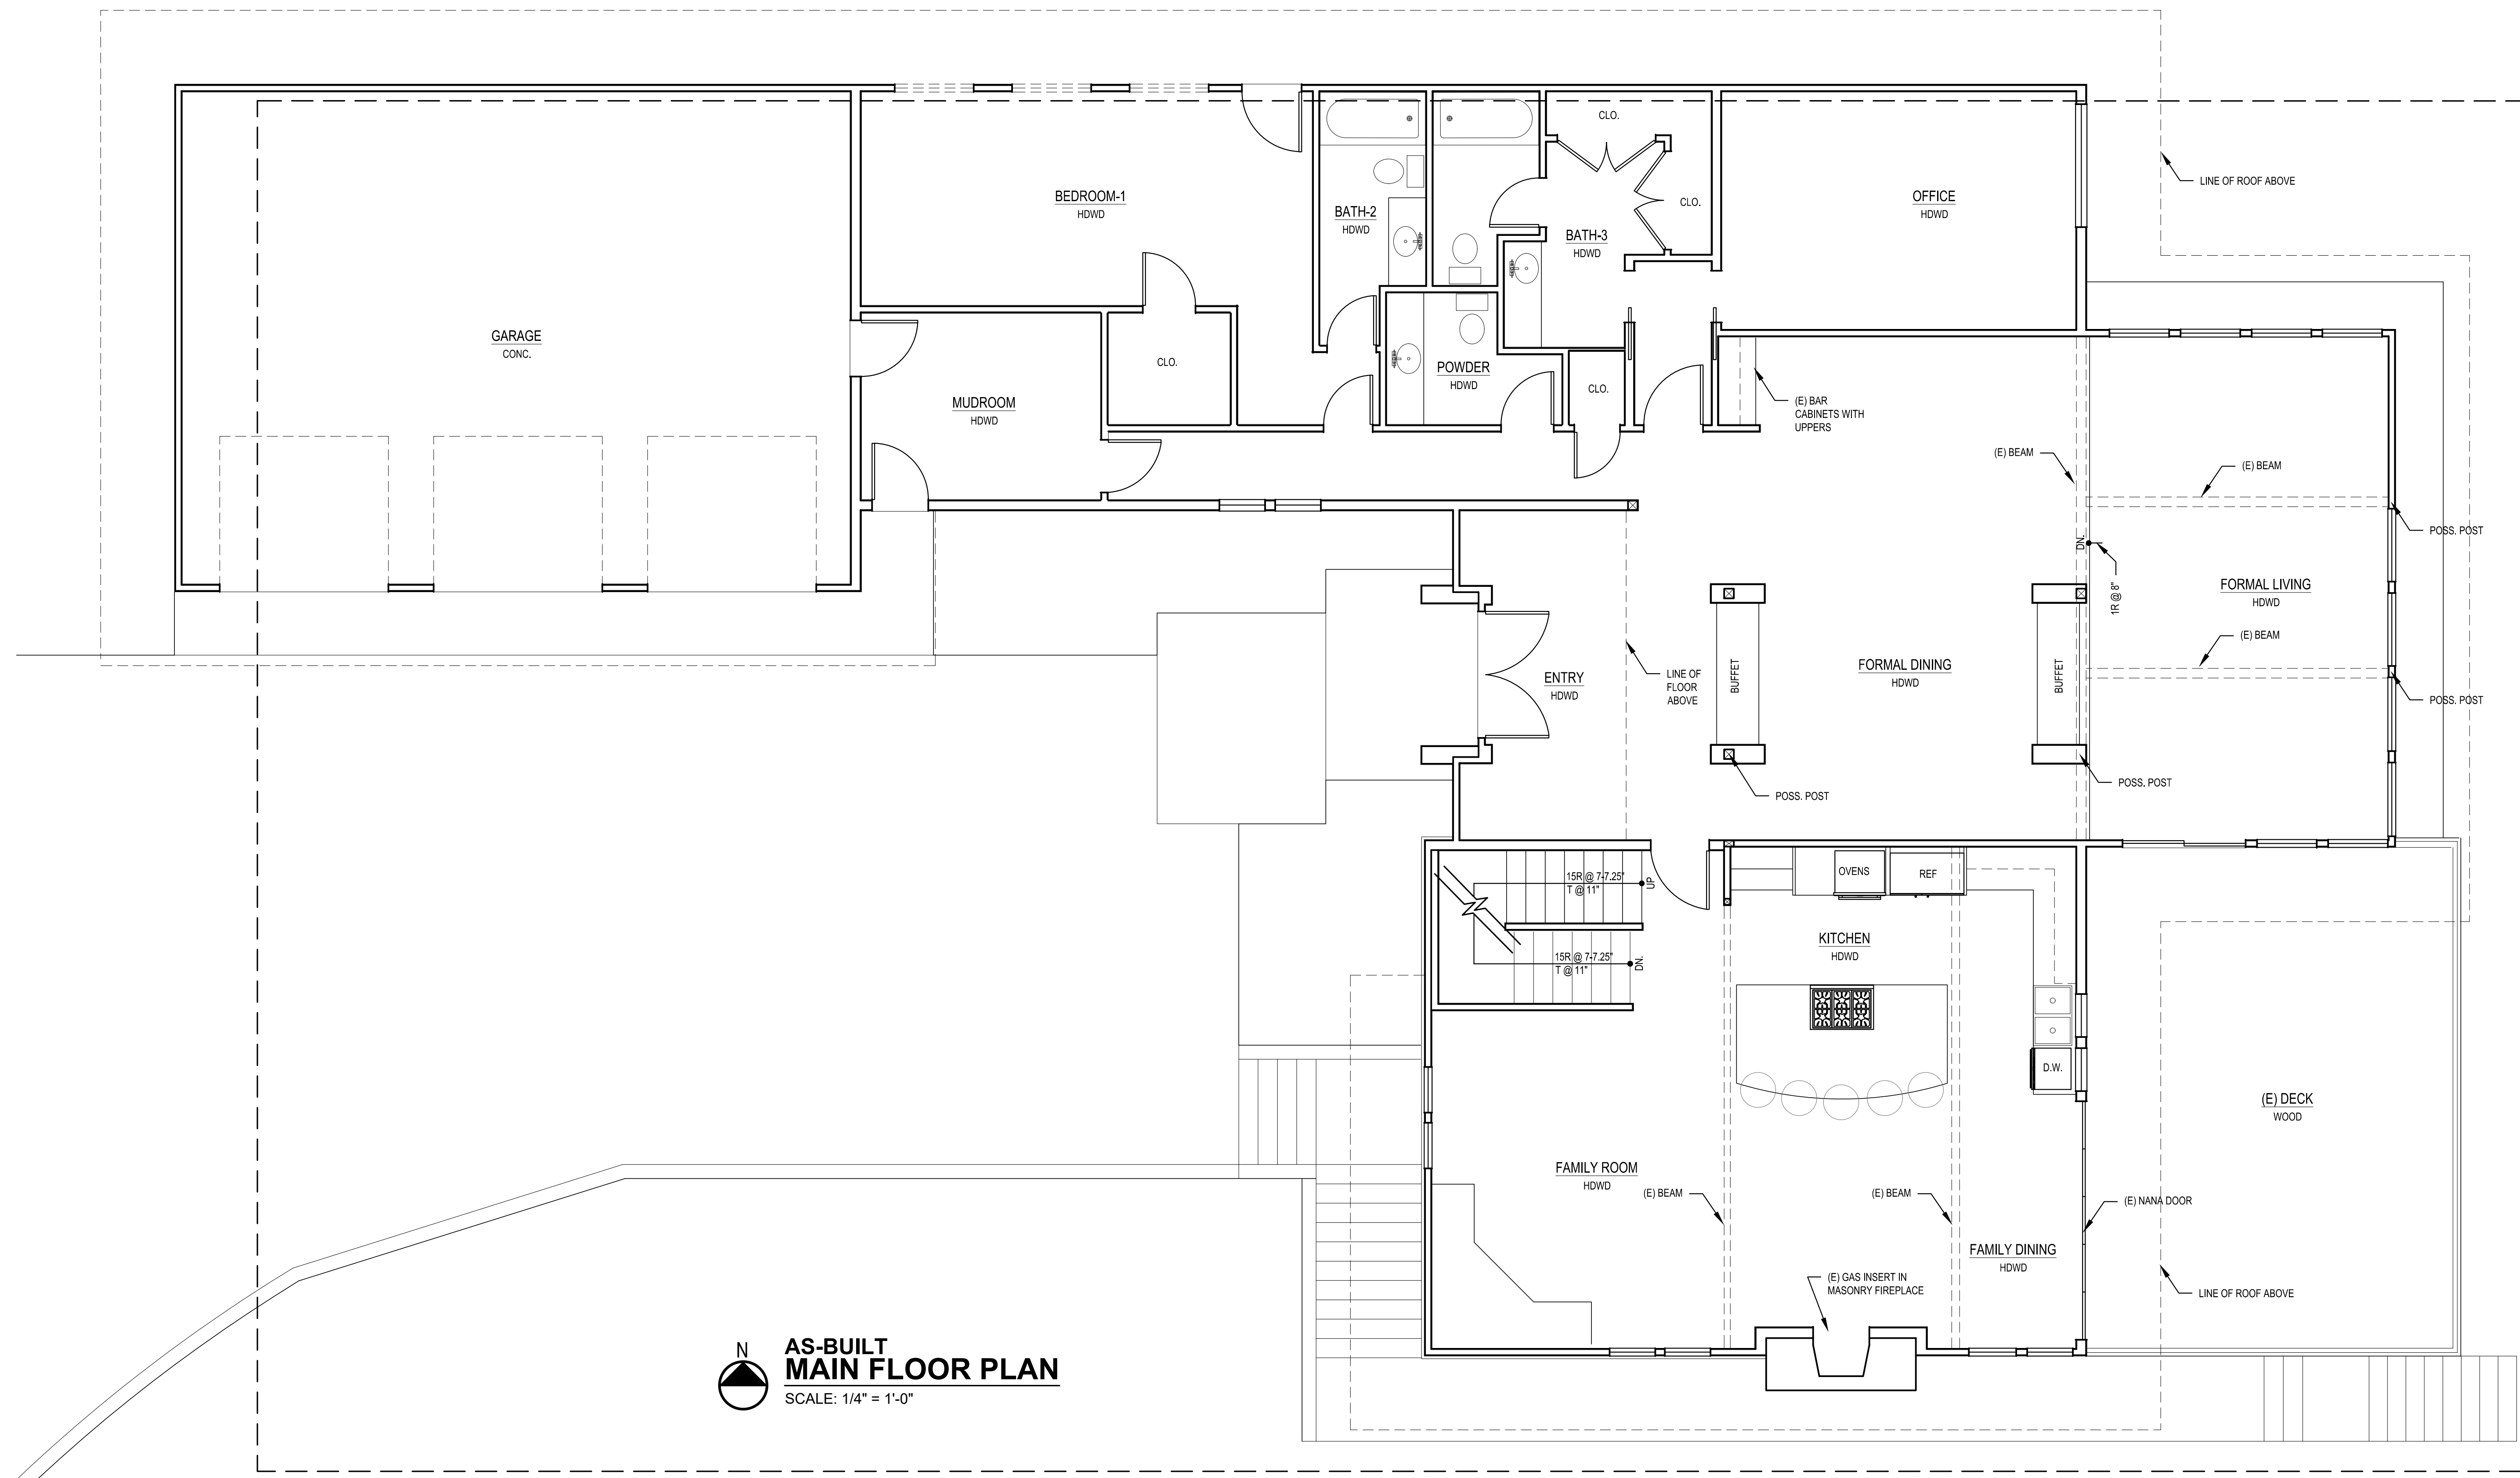 CLO.
LINE OF ROOF ABOVE
BEDROOM-1
HDWD
BATH-2
HDWD
BATH-3
HDWD
CLO.
OFFICE
HDWD
GARAGE
CONC.
MUDROOM
HDWD
CLO.
POWDER
HDWD
CLO.
(E) BAR
CABINETS WITH
UPPERS
(E) BEAM
(E) BEAM
POSS. POST
DN.
1R @ 8"
FORMAL LIVING
HDWD
(E) BEAM
ENTRY
HDWD
LINE OF
FLOOR
ABOVE
BUFFET
FORMAL DINING
HDWD
BUFFET
POSS. POST
POSS. POST
POSS. POST
15R @ 7-7.25"
T @ 11"
UP
OVENS
REF
KITCHEN
HDWD
15R @ 7-7.25"
T @ 11"
DN.
D.W.
(E) DECK
WOOD
FAMILY ROOM
HDWD
(E) BEAM
(E) BEAM
(E) NANA DOOR
FAMILY DINING
HDWD
(E) GAS INSERT IN
MASONRY FIREPLACE
LINE OF ROOF ABOVE
N
AS-BUILT
MAIN FLOOR PLAN
SCALE: 1/4" = 1'-0"